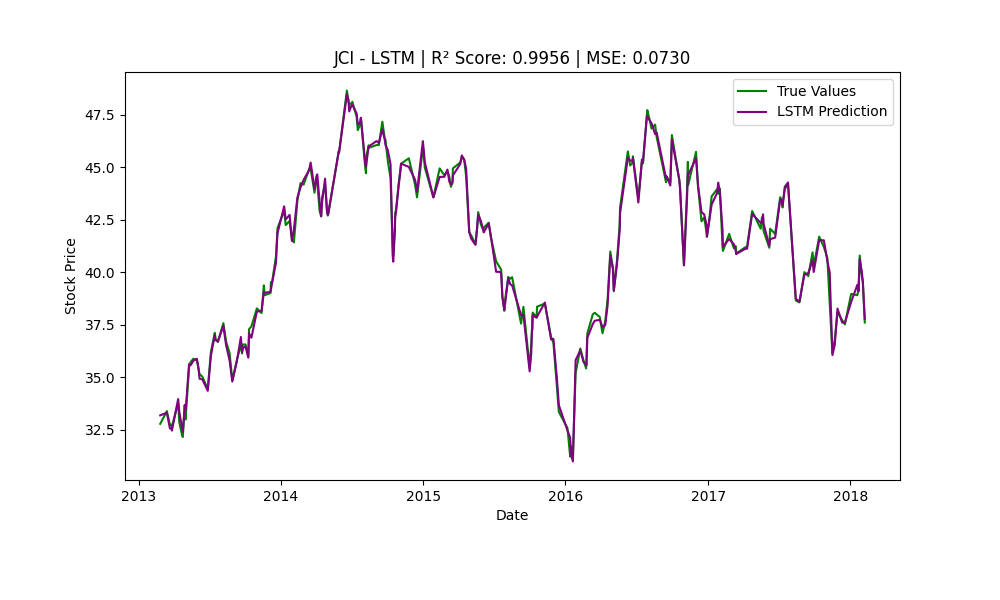 JCI - LSTM | R² Score: 0.9956 | MSE: 0.0730
True Values
LSTM Prediction
47.5
45.0
42.5
40.0
37.5
35.0
32.5
Stock Price
2013 2014 2015 2016 2017 2018
Date